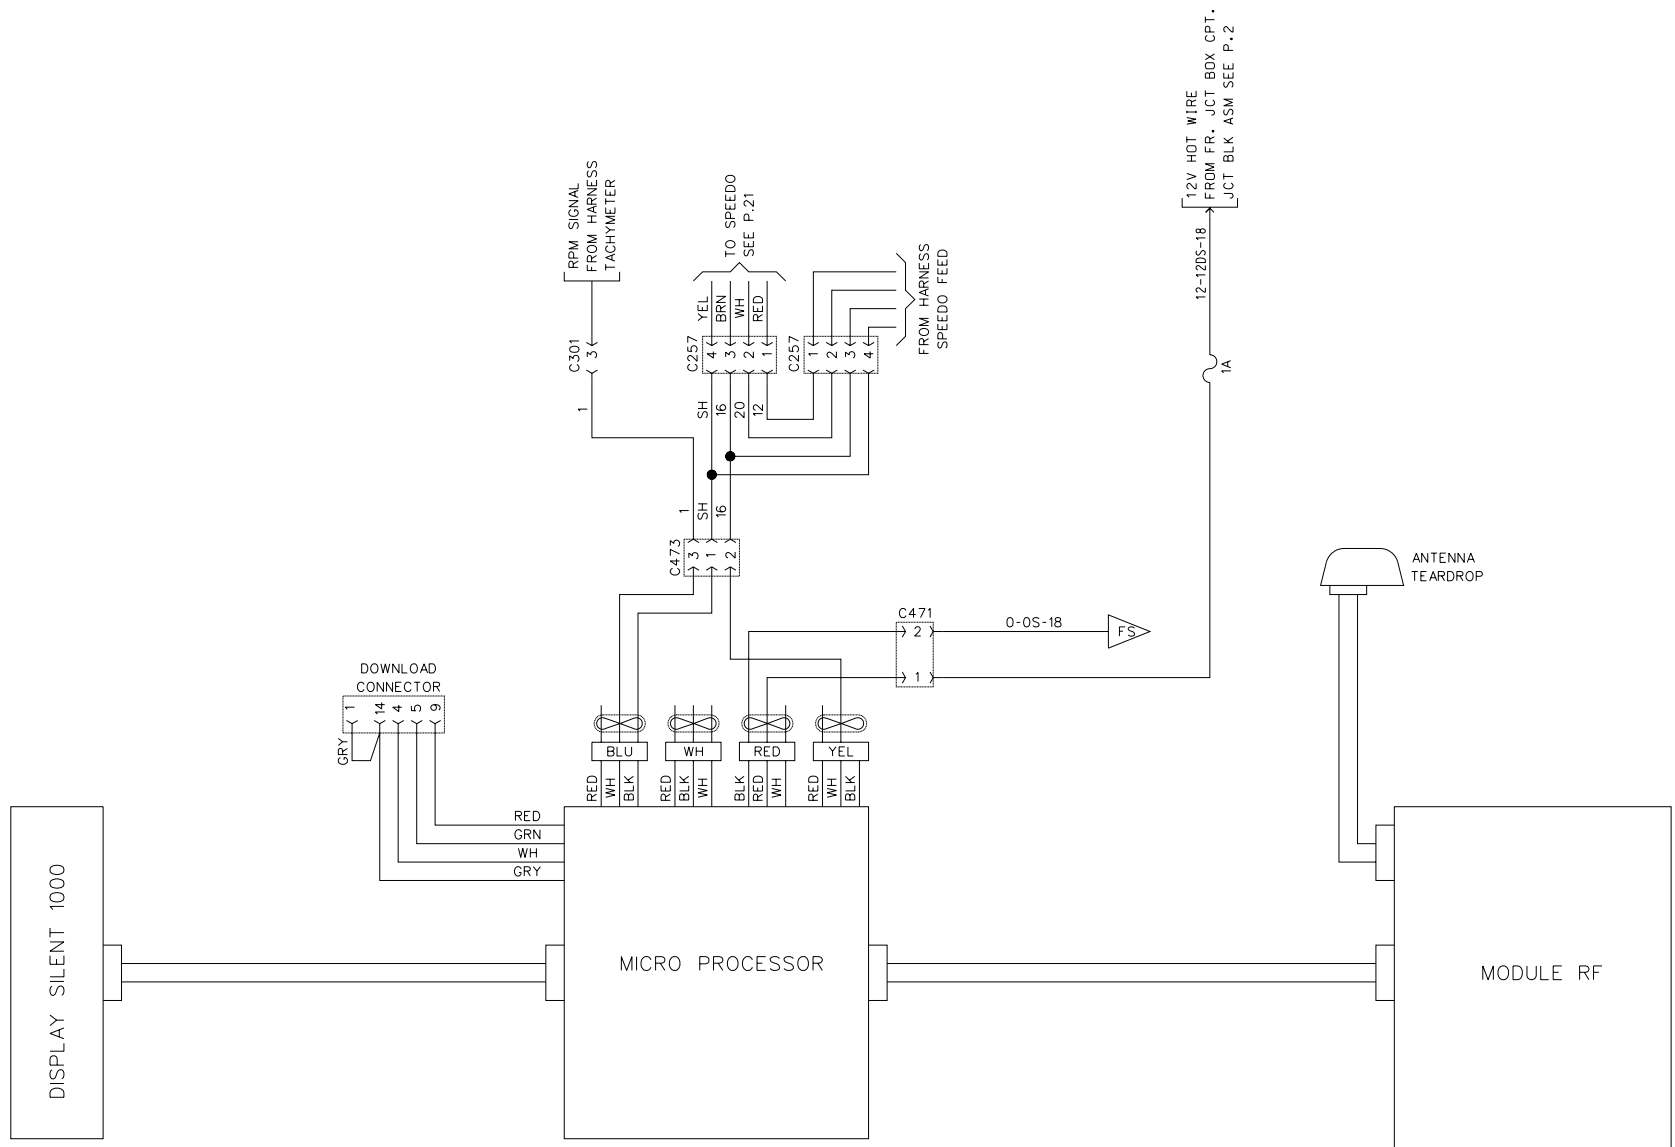 12V HOT WIRE
FROM FR. JCT BOX CPT.
JCT BLK ASM SEE P.2
RPM SIGNAL
FROM HARNESS
TACHYMETER
TO SPEEDO
SEE P.21
FROM HARNESS
SPEEDO FEED
12-12DS-18
1A
YEL
BRN
WH
RED
C301
3
C257
4
3
2
1
C257
1
2
3
4
1
SH
16
20
12
1
SH
16
C473
3
1
2
ANTENNA
TEARDROP
C471
2
1
0-0S-18
FS
DOWNLOAD
CONNECTOR
1
14
4
5
9
GRY
BLU
WH
RED
YEL
RED
WH
BLK
RED
BLK
WH
BLK
RED
WH
RED
WH
BLK
RED
GRN
WH
GRY
DISPLAY SILENT 1000
MICRO PROCESSOR
MODULE RF